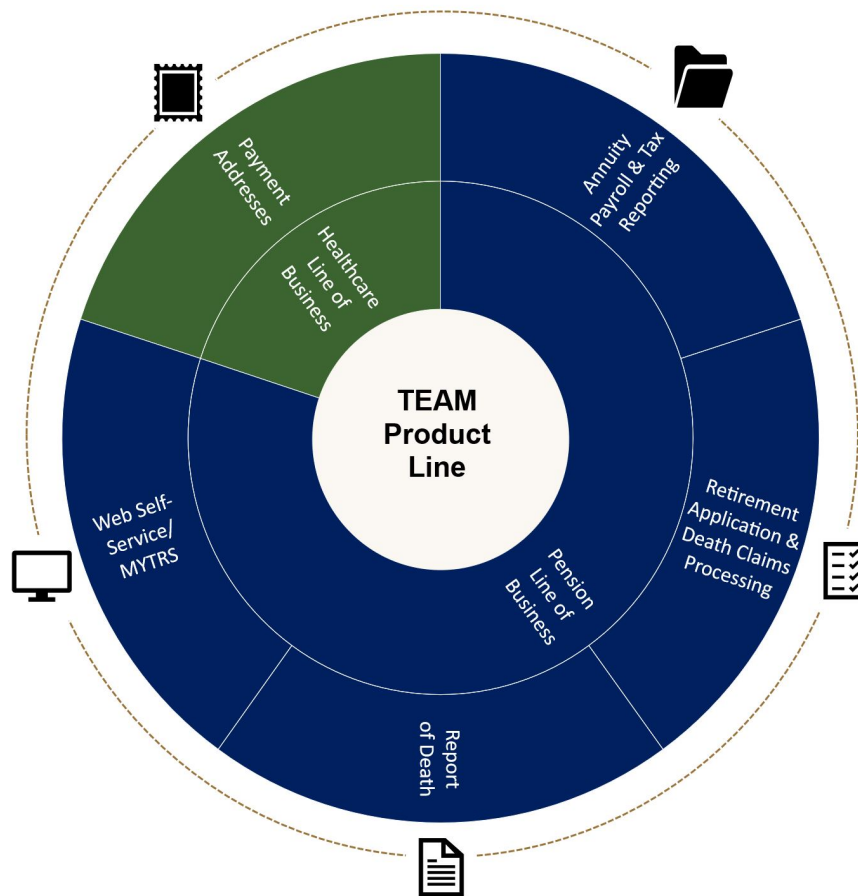 Payment
Addresses
Healthcare
Line of
Business
Annuity
Payroll & Tax
Reporting
TEAM
Product
Line
Web Self-
Service/
MYTRS
Retirement
Application &
Death Claims
Processing
Pension
Line of
Business
Report
of Death